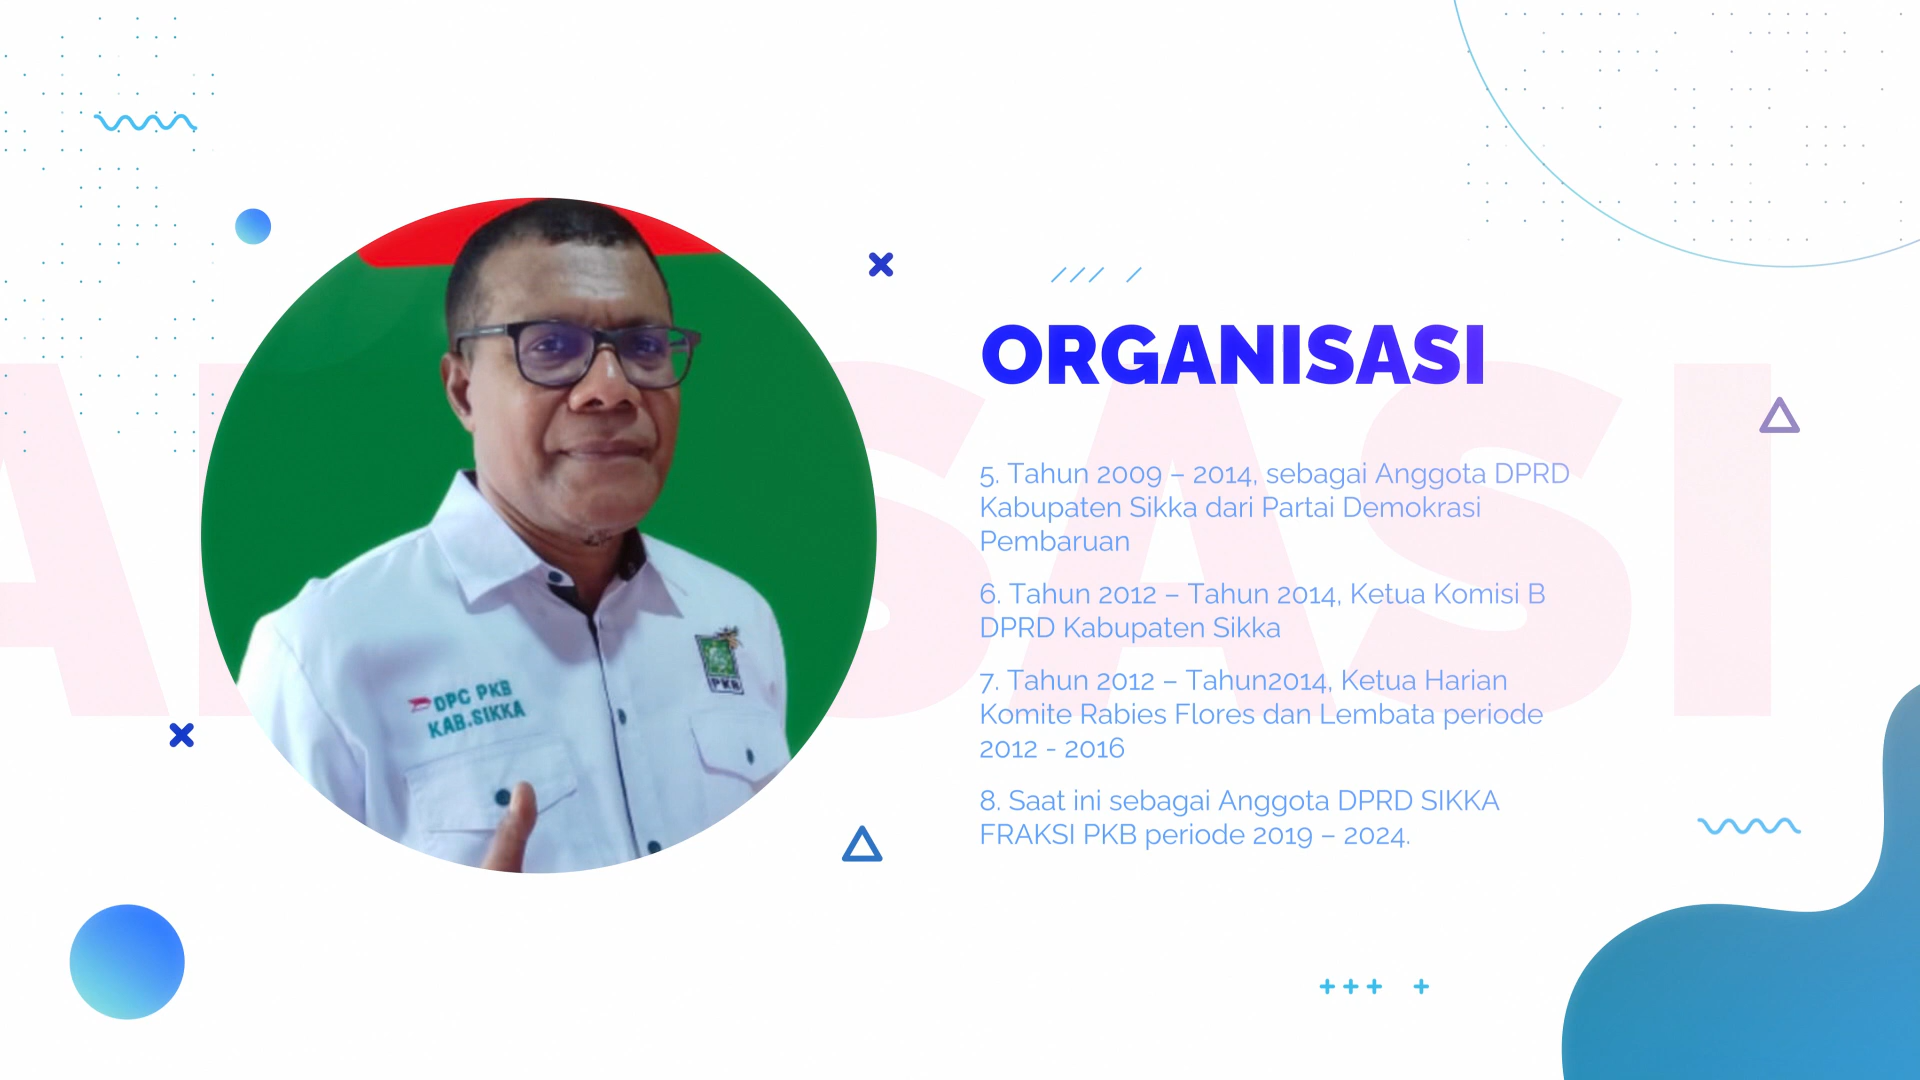 ORGANISASI
5. Tahun 2009 – 2014, sebagai Anggota DPRD
Kabupaten Sikka dari Partai Demokrasi
Pembaruan
6. Tahun 2012 – Tahun 2014, Ketua Komisi B
DPRD Kabupaten Sikka
7. Tahun 2012 – Tahun2014, Ketua Harian
Komite Rabies Flores dan Lembata periode
2012 - 2016
8. Saat ini sebagai Anggota DPRD SIKKA
FRAKSI PKB periode 2019 – 2024.
DPC PKB
KAB.SIKKA
PKB
ANISASI